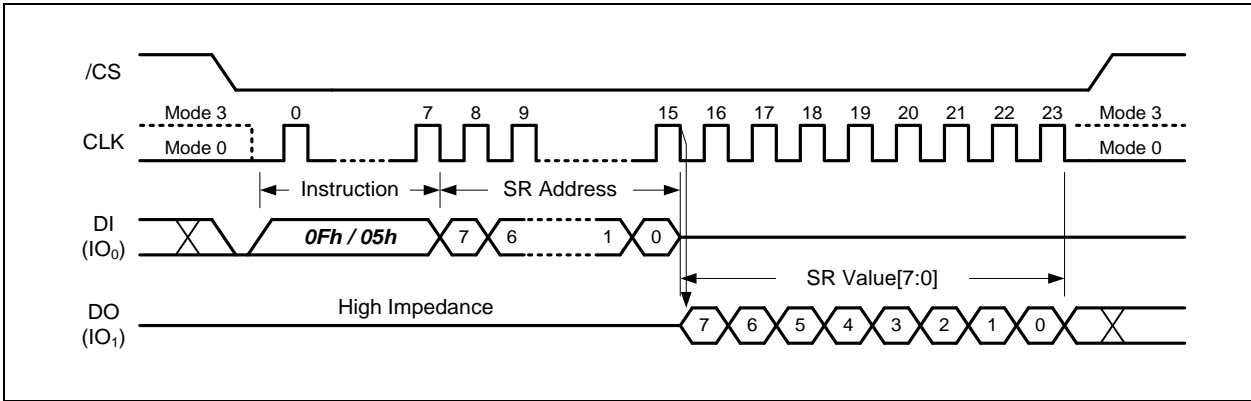 /CS
Mode 3 0 7 8 9 15 16 17 18 19 20 21 22 23 Mode 3
CLK
Mode 0 Mode 0
Instruction SR Address
DI
(IO₀)
0Fh / 05h 7 6 1 0
SR Value[7:0]
High Impedance
DO
(IO₁)
7 6 5 4 3 2 1 0